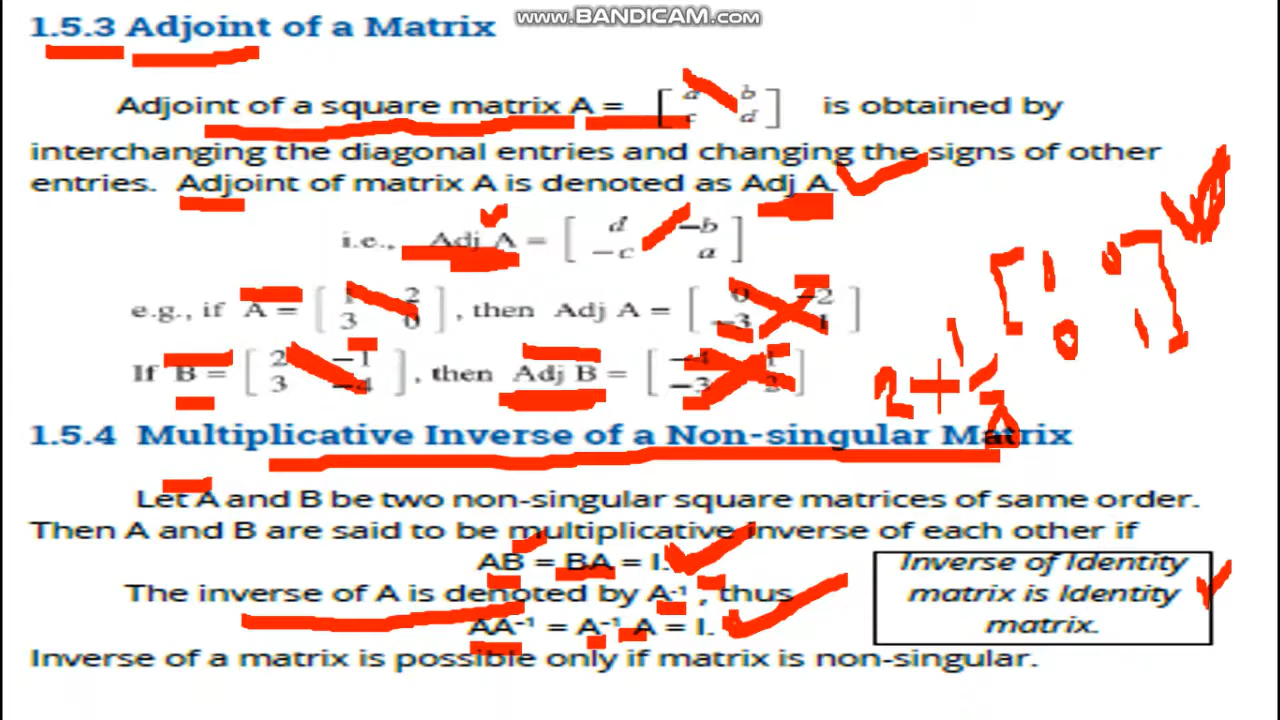 www.BANDICAM.com
1.5.3 Adjoint of a Matrix
Adjoint of a square matrix A = [ a b
c d ] is obtained by
interchanging the diagonal entries and changing the signs of other
entries. Adjoint of matrix A is denoted as Adj A.
i.e., Adj A = [ d −b
−c a ]
e.g., if A = [ 1 2
3 0 ], then Adj A = [ 0 −2
−3 1 ]
If B = [ 2 −1
3 −4 ], then Adj B = [ −4 1
−3 2 ]
1.5.4 Multiplicative Inverse of a Non-singular Matrix
Let A and B be two non-singular square matrices of same order.
Then A and B are said to be multiplicative inverse of each other if
AB = BA = I.
The inverse of A is denoted by A⁻¹, thus
AA⁻¹ = A⁻¹ A = I.
Inverse of a matrix is possible only if matrix is non-singular.
Inverse of Identity
matrix is Identity
matrix.